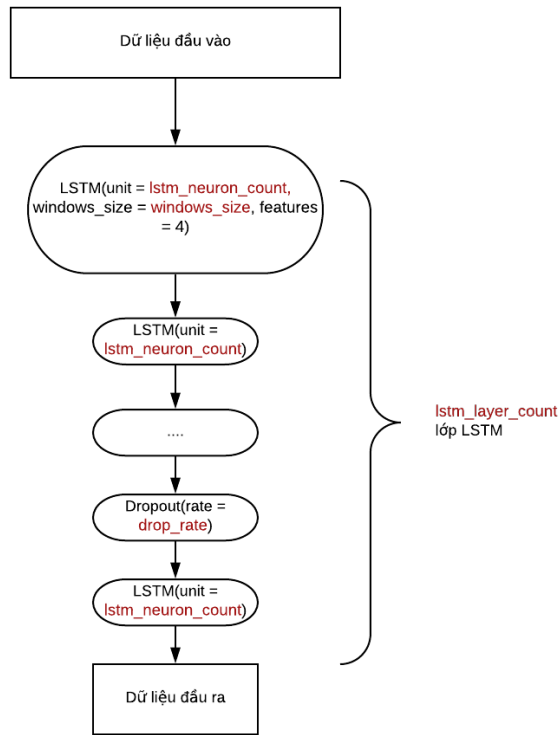 Dữ liệu đầu vào
LSTM(unit = lstm_neuron_count,
windows_size = windows_size, features
= 4)
LSTM(unit =
lstm_neuron_count)
....
Dropout(rate =
drop_rate)
LSTM(unit =
lstm_neuron_count)
Dữ liệu đầu ra
lstm_layer_count
lớp LSTM